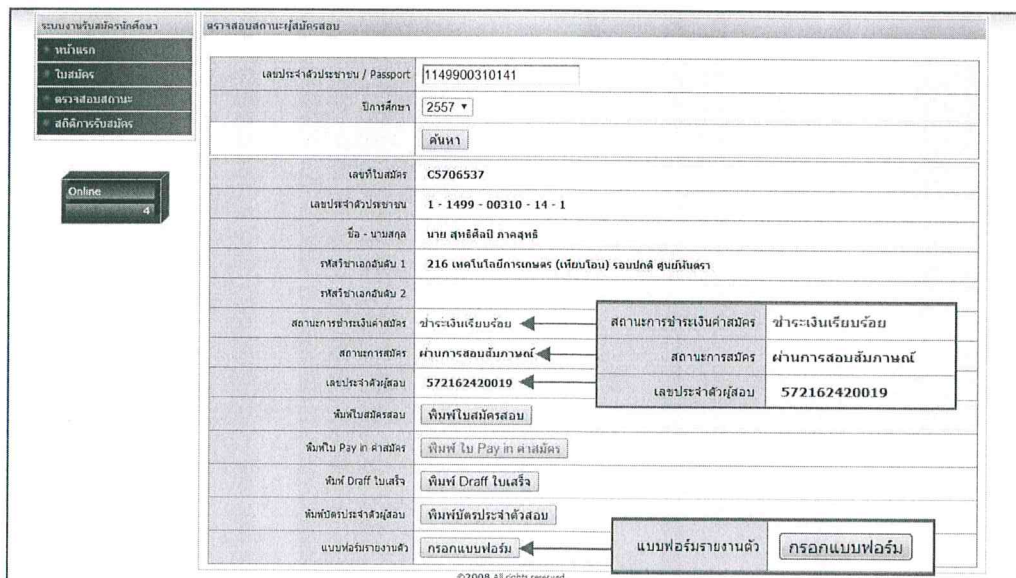 ระบบงานรับสมัครนักศึกษา
หน้าแรก
ใบสมัคร
ตรวจสอบสถานะ
สถิติการรับสมัคร
Online
4
ตรวจสอบสถานะผู้สมัครสอบ
เลขประจำตัวประชาชน / Passport 1149900310141
ปีการศึกษา 2557
ค้นหา
เลขที่ใบสมัคร C5706537
เลขประจำตัวประชาชน 1 - 1499 - 00310 - 14 - 1
ชื่อ - นามสกุล นาย สุทธิศิลป์ ภาคสุทธิ
รหัสวิชาเอกอันดับ 1 216 เทคโนโลยีการเกษตร (เทียบโอน) รอบปกติ ศูนย์หันตรา
รหัสวิชาเอกอันดับ 2
สถานะการชำระเงินค่าสมัคร ชำระเงินเรียบร้อย
สถานะการสมัคร ผ่านการสอบสัมภาษณ์
เลขประจำตัวผู้สอบ 572162420019
พิมพ์ใบสมัครสอบ พิมพ์ใบสมัครสอบ
พิมพ์ใบ Pay in ค่าสมัคร พิมพ์ ใบ Pay in ค่าสมัคร
พิมพ์ Draff ใบเสร็จ พิมพ์ Draff ใบเสร็จ
พิมพ์บัตรประจำตัวผู้สอบ พิมพ์บัตรประจำตัวสอบ
แบบฟอร์มรายงานตัว กรอกแบบฟอร์ม
สถานะการชำระเงินค่าสมัคร ชำระเงินเรียบร้อย
สถานะการสมัคร ผ่านการสอบสัมภาษณ์
เลขประจำตัวผู้สอบ 572162420019
แบบฟอร์มรายงานตัว กรอกแบบฟอร์ม
©2008 All rights reserved